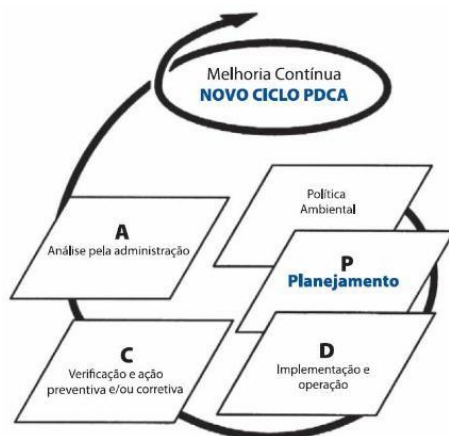 Melhoria Contínua
NOVO CICLO PDCA
Política
Ambiental
P
Planejamento
D
Implementação e
operação
C
Verificação e ação
preventiva e/ou corretiva
A
Análise pela administração